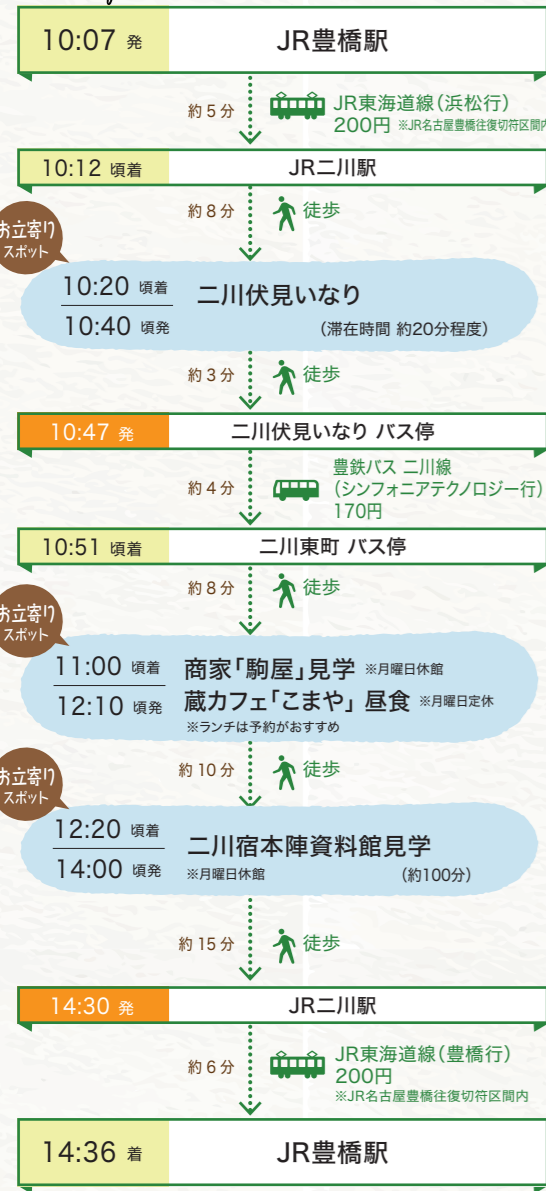 10:07 発 JR豊橋駅
約5分 JR東海道線(浜松行)
200円 ※JR名古屋豊橋往復切符区間内
10:12 頃着 JR二川駅
約8分 徒歩
お立寄り
スポット
10:20 頃着 二川伏見いなり
10:40 頃発 (滞在時間 約20分程度)
約3分 徒歩
10:47 発 二川伏見いなり バス停
豊鉄バス 二川線
約4分 (シンフォニアテクノロジー行)
170円
10:51 頃着 二川東町 バス停
約8分 徒歩
お立寄り
スポット
11:00 頃着 商家「駒屋」見学 ※月曜日休館
12:10 頃発 蔵カフェ「こまや」 昼食 ※月曜日定休
※ランチは予約がおすすめ
約10分 徒歩
お立寄り
スポット
12:20 頃着 二川宿本陣資料館見学
14:00 頃発 ※月曜日休館 (約100分)
約15分 徒歩
14:30 発 JR二川駅
約6分 JR東海道線(豊橋行)
200円
※JR名古屋豊橋往復切符区間内
14:36 着 JR豊橋駅